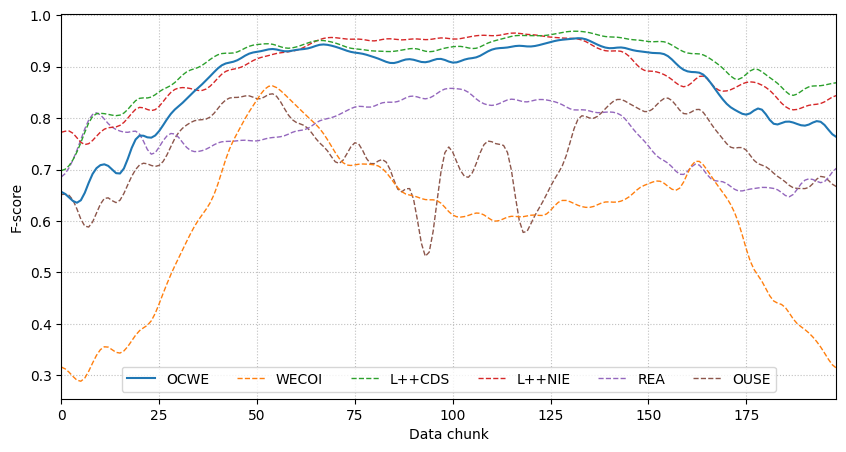 1.0
0.9
0.8
0.7
0.6
0.5
0.4
0.3
F-score
OCWE WECOI L++CDS L++NIE REA OUSE
0 25 50 75 100 125 150 175
Data chunk